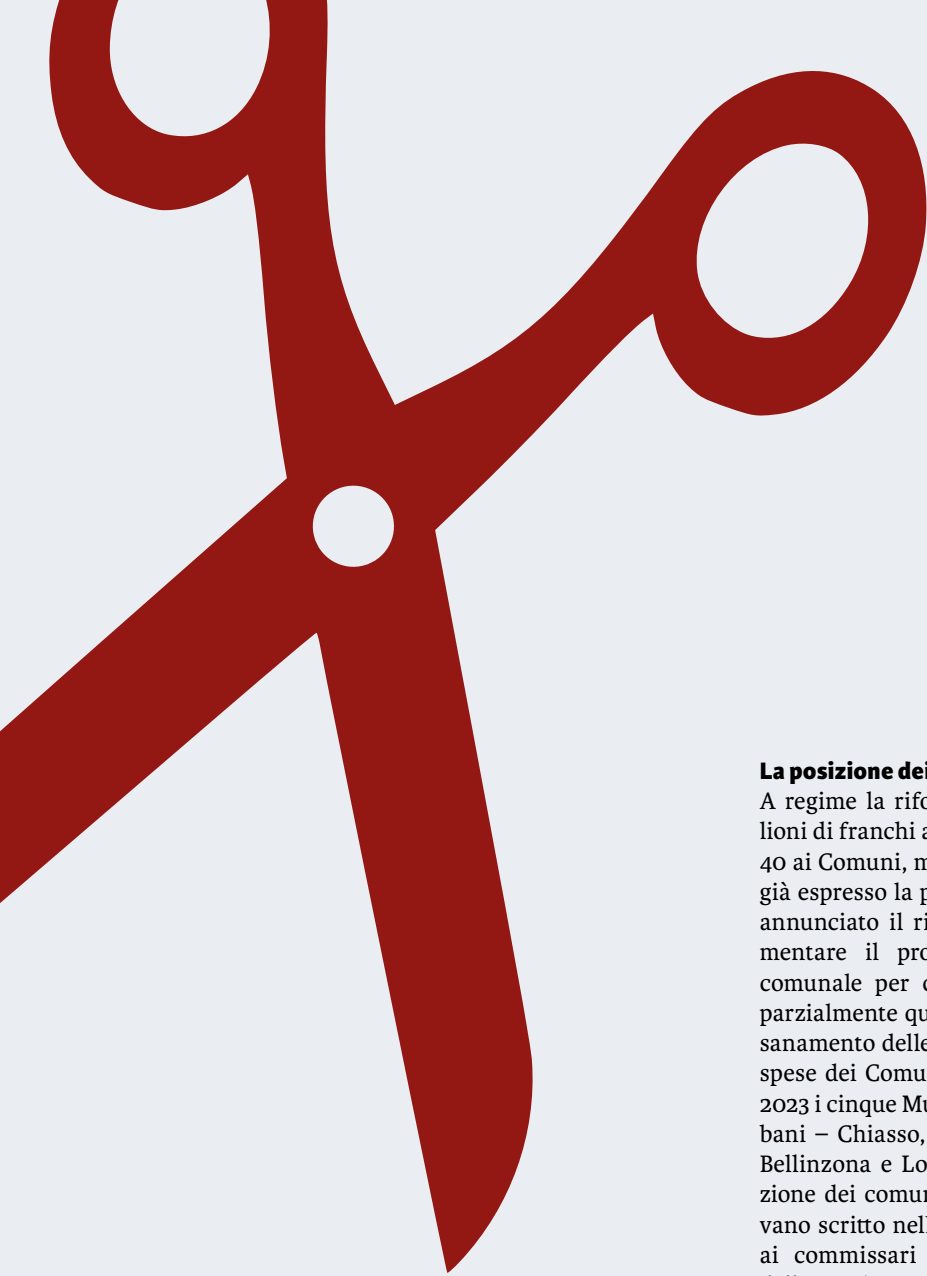 La posizione dei
A regime la rifo
lioni di franchi a
40 ai Comuni, m
già espresso la p
annunciato il ri
mentare il pro
comunale per c
parzialmente qu
sanamento delle
spese dei Comu
2023 i cinque Mu
bani – Chiasso,
Bellinzona e Lo
zione dei comun
vano scritto nell
ai commissari